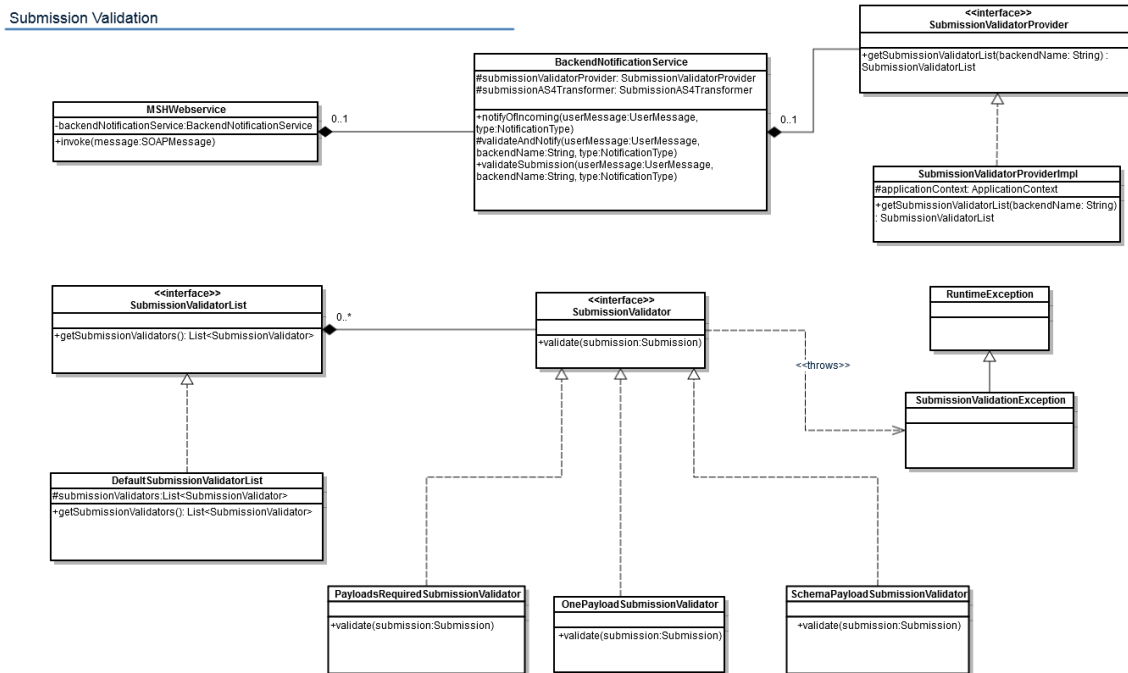 Submission Validation
<<interface>>
SubmissionValidatorProvider
+getSubmissionValidatorList(backendName: String) :
SubmissionValidatorList
BackendNotificationService
#submissionValidatorProvider: SubmissionValidatorProvider
#submissionAS4Transformer: SubmissionAS4Transformer
+notifyOfIncoming(userMessage:UserMessage,
type:NotificationType)
#validateAndNotify(userMessage:UserMessage,
backendName:String, type:NotificationType)
+validateSubmission(userMessage:UserMessage,
backendName:String, type:NotificationType)
MSHWebservice
-backendNotificationService:BackendNotificationService
+invoke(message:SOAPMessage)
0..1
0..1
SubmissionValidatorProviderImpl
#applicationContext: ApplicationContext
+getSubmissionValidatorList(backendName: String)
: SubmissionValidatorList
<<interface>>
SubmissionValidatorList
+getSubmissionValidators(): List<SubmissionValidator>
0..*
<<interface>>
SubmissionValidator
+validate(submission:Submission)
<<throws>>
RuntimeException
SubmissionValidationException
DefaultSubmissionValidatorList
#submissionValidators:List<SubmissionValidator>
+getSubmissionValidators(): List<SubmissionValidator>
PayloadsRequiredSubmissionValidator
+validate(submission:Submission)
OnePayloadSubmissionValidator
+validate(submission:Submission)
SchemaPayloadSubmissionValidator
+validate(submission:Submission)